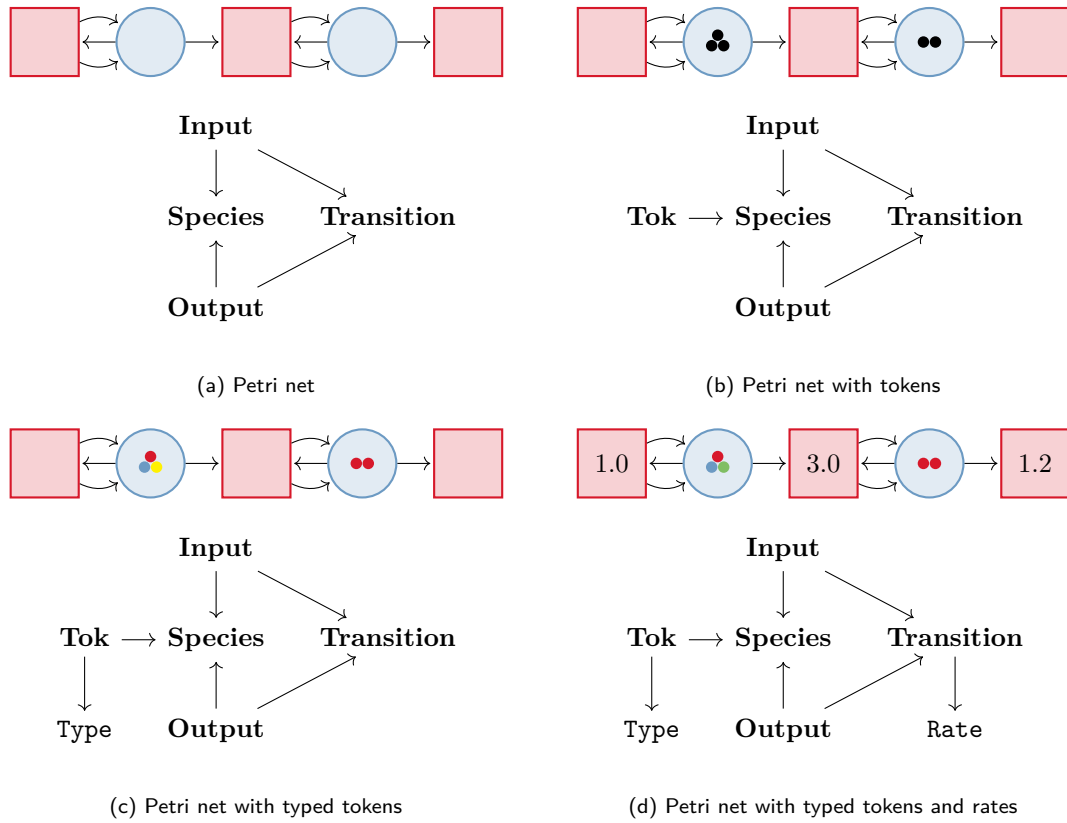 Input
Species Transition
Output
(a) Petri net
Input
Tok Species Transition
Output
(b) Petri net with tokens
Input
Tok Species Transition
Type Output
(c) Petri net with typed tokens
1.0 3.0 1.2
Input
Tok Species Transition
Type Output Rate
(d) Petri net with typed tokens and rates